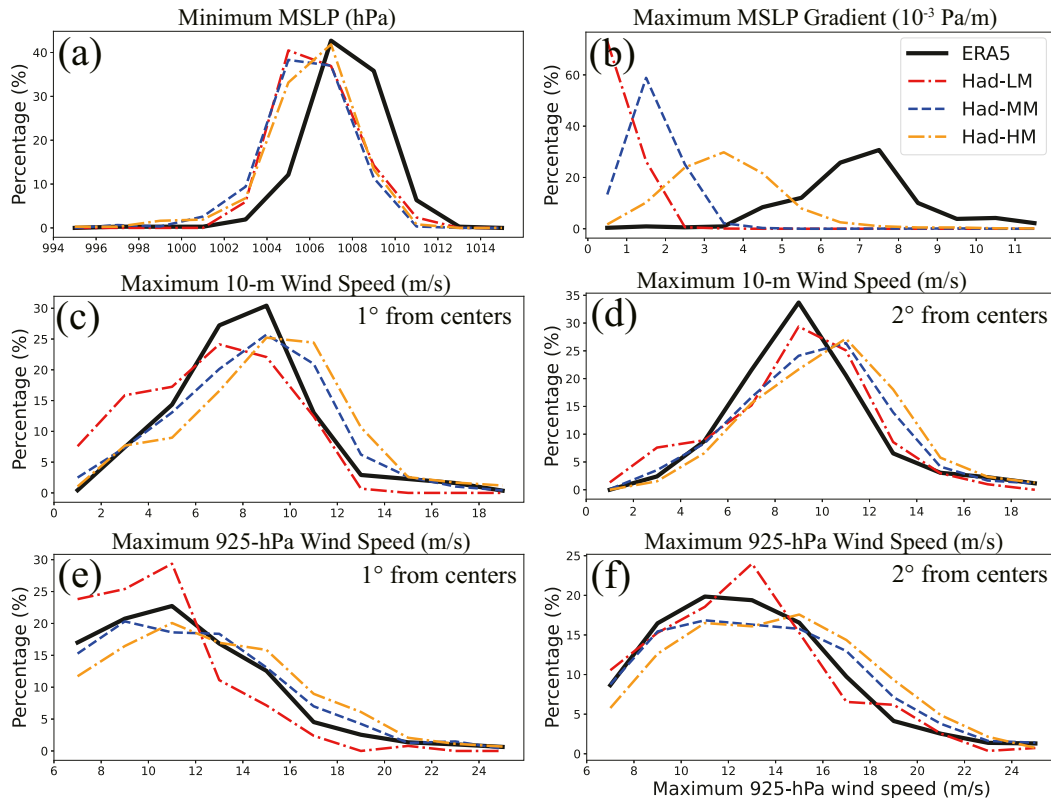 Minimum MSLP (hPa)
Maximum MSLP Gradient (10⁻³ Pa/m)
(a)
Percentage (%)
40
30
20
10
0
994 996 998 1000 1002 1004 1006 1008 1010 1012 1014
(b)
Percentage (%)
60
40
20
0
0 1 2 3 4 5 6 7 8 9 10 11
ERA5
Had-LM
Had-MM
Had-HM
Maximum 10-m Wind Speed (m/s)
Maximum 10-m Wind Speed (m/s)
(c)
1° from centers
Percentage (%)
30
25
20
15
10
5
0
0 2 4 6 8 10 12 14 16 18
(d)
2° from centers
Percentage (%)
35
30
25
20
15
10
5
0
0 2 4 6 8 10 12 14 16 18
Maximum 925-hPa Wind Speed (m/s)
Maximum 925-hPa Wind Speed (m/s)
(e)
1° from centers
Percentage (%)
30
25
20
15
10
5
0
6 8 10 12 14 16 18 20 22 24
(f)
2° from centers
Percentage (%)
25
20
15
10
5
0
6 8 10 12 14 16 18 20 22 24
Maximum 925-hPa wind speed (m/s)